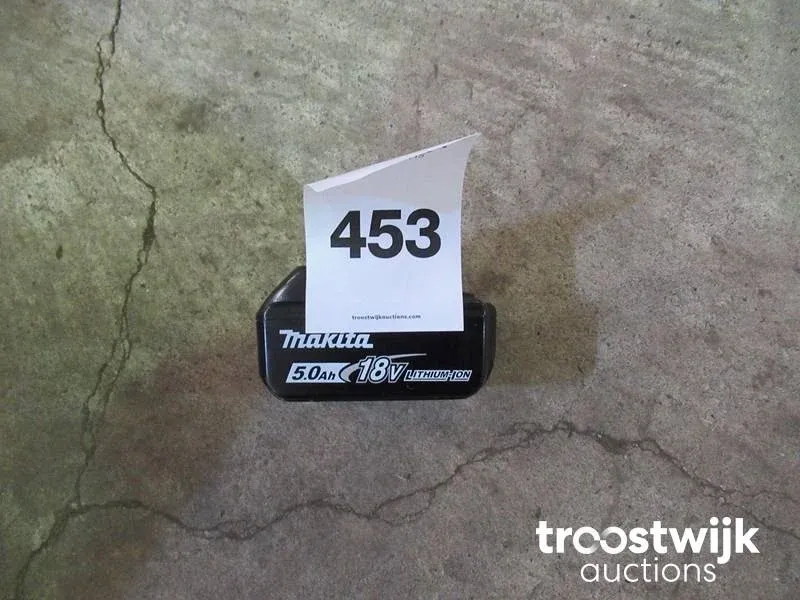 453
troostwijkauctions.com
makita
5.0Ah 18V LITHIUM-ION
troostwijk
auctions